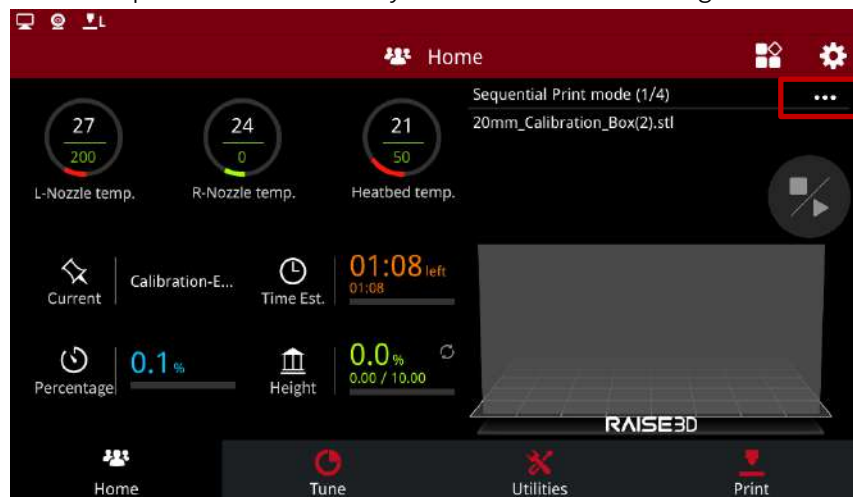 L
Home
Sequential Print mode (1/4)
...
20mm_Calibration_Box(2).stl
27
200
L-Nozzle temp.
24
0
R-Nozzle temp.
21
50
Heatbed temp.
Current
Calibration-E...
Time Est.
01:08 left
01:08
Percentage
0.1 %
Height
0.0 %
0.00 / 10.00
RAISE3D
Home
Tune
Utilities
Print